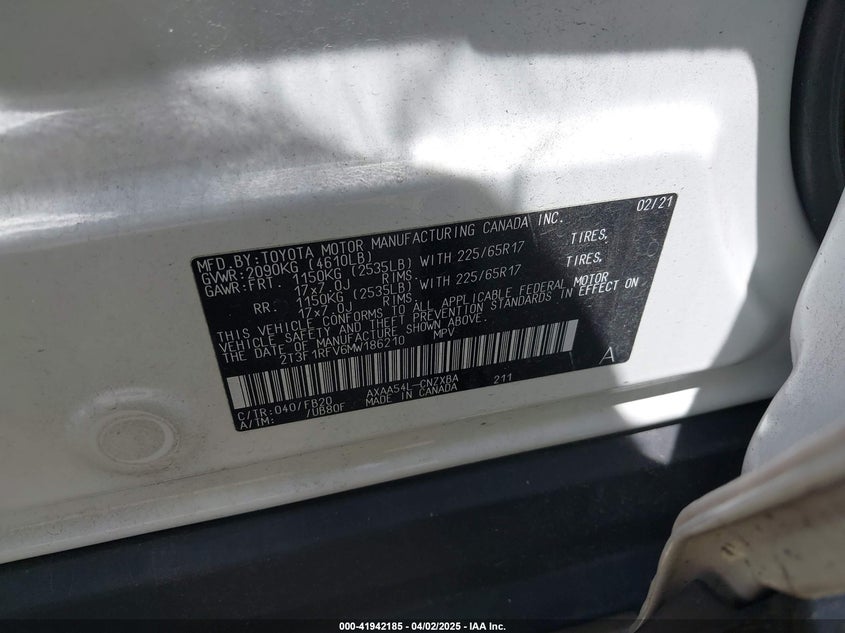 MFD.BY:TOYOTA MOTOR MANUFACTURING CANADA INC. 02/21
GVWR:2090KG (4610LB)
GAWR:FRT. 1150KG (2535LB) WITH 225/65R17 TIRES,
17x7.0J RIMS.
RR. 1150KG (2535LB) WITH 225/65R17 TIRES,
17x7.0J RIMS.
THIS VEHICLE CONFORMS TO ALL APPLICABLE FEDERAL MOTOR
VEHICLE SAFETY AND THEFT PREVENTION STANDARDS IN EFFECT ON
THE DATE OF MANUFACTURE SHOWN ABOVE.
2T3F1RFV6MW186210 MPV
A
C/TR:040/FB20 AXAA54L-CNZXBA 211
A/TM: /UB80F MADE IN CANADA
000-41942185 - 04/02/2025 - IAA Inc.